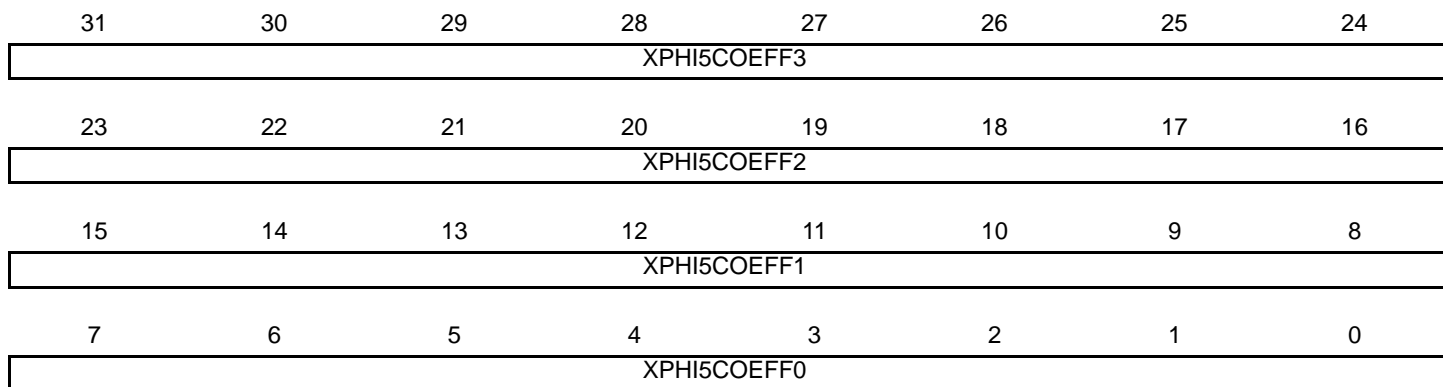 31 30 29 28 27 26 25 24
XPHI5COEFF3
23 22 21 20 19 18 17 16
XPHI5COEFF2
15 14 13 12 11 10 9 8
XPHI5COEFF1
7 6 5 4 3 2 1 0
XPHI5COEFF0